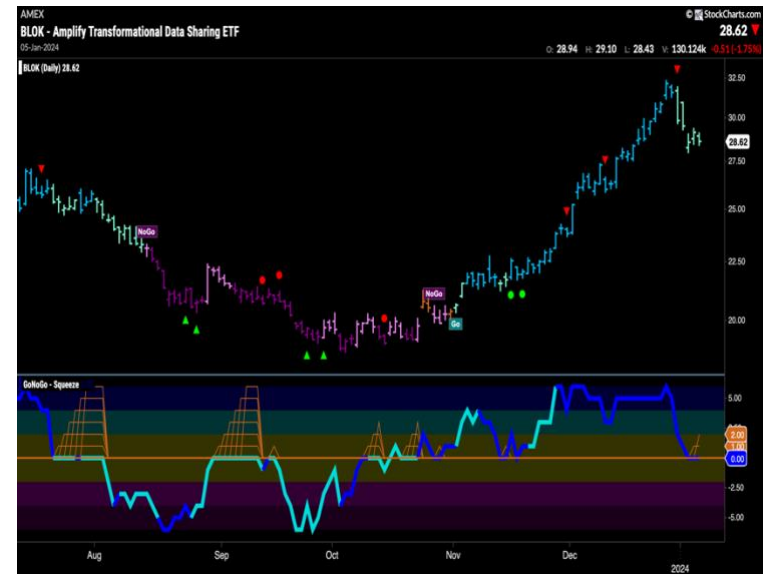 AMEX
© StockCharts.com
BLOK - Amplify Transformational Data Sharing ETF
28.62
05-Jan-2024
O: 28.94 H: 29.10 L: 28.43 V: 130.124k -0.51 (-1.75%)
BLOK (Daily) 28.62
32.50
30.00
28.62
27.50
25.00
NoGo
22.50
NoGo
Go
20.00
GoNoGo - Squeeze
5.00
2.00
1.00
0.00
-2.50
-5.00
Aug Sep Oct Nov Dec
2024